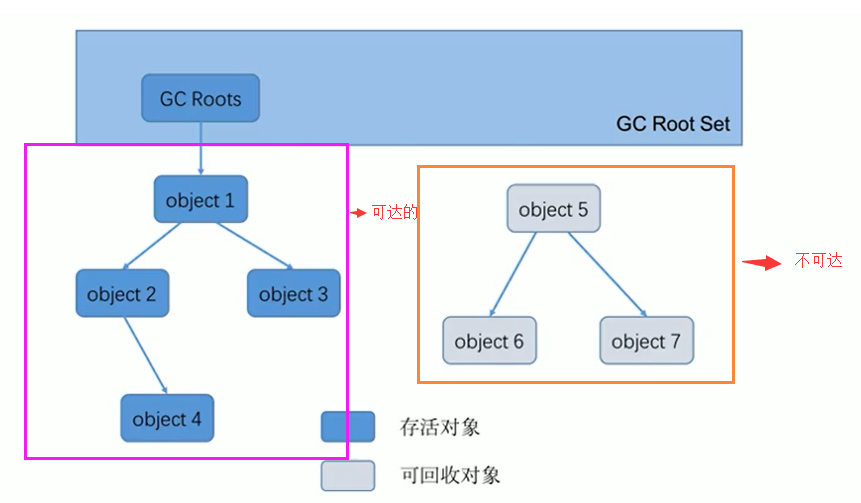 GC Roots
GC Root Set
object 1
可达的
object 5
不可达
object 2
object 3
object 6
object 7
object 4
存活对象
可回收对象